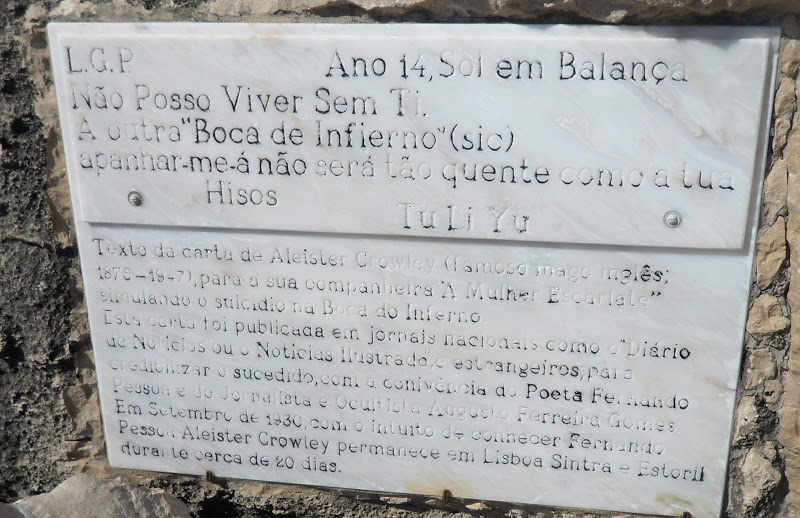 L.G.P. Ano 14, Sol em Balança
Não Posso Viver Sem Ti.
A outra "Boca de Infierno" (sic)
apanhar-me-á não será tão quente como a tua
Hisos
Tu Li Yu
Texto da carta de Aleister Crowley (famoso mago inglês;
1876-1947), para a sua companheira "A Mulher Escarlate"
simulando o suicídio na Boca do Inferno.
Esta carta foi publicada em jornais nacionais como o "Diário
de Notícias" ou o "Notícias Ilustrado", e estrangeiros, para
credibilizar o sucedido, com a conivência do Poeta Fernando
Pessoa e do Jornalista e Ocultista Augusto Ferreira Gomes
Em Setembro de 1930, com o intuito de conhecer Fernando
Pessoa Aleister Crowley permanece em Lisboa Sintra e Estoril
durante cerca de 20 dias.